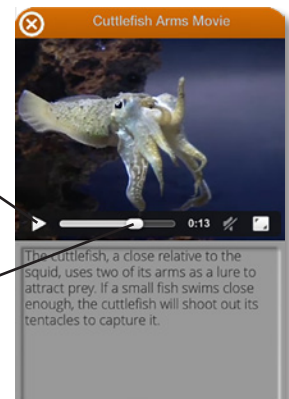 Cuttlefish Arms Movie
0:13
The cuttlefish, a close relative to the
squid, uses two of its arms as a lure to
attract prey. If a small fish swims close
enough, the cuttlefish will shoot out its
tentacles to capture it.